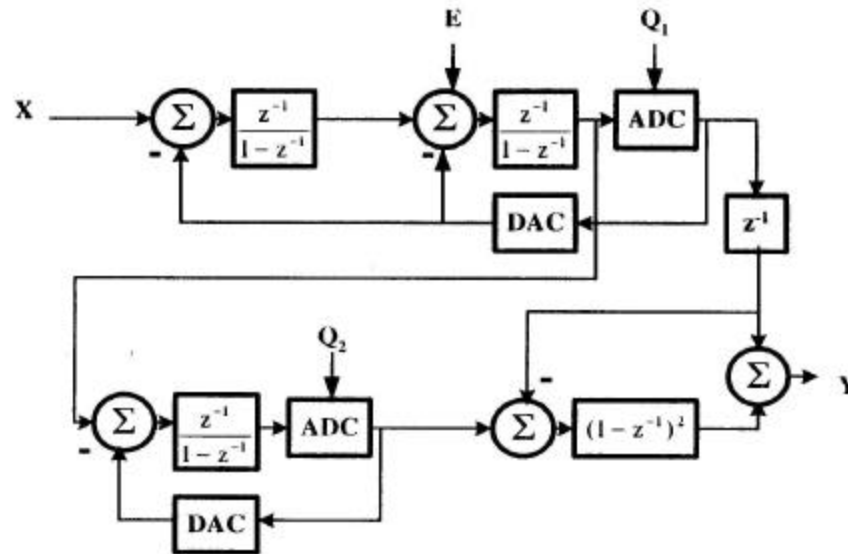 E
Q₁
X
Σ
z⁻¹
1 - z⁻¹
Σ
z⁻¹
1 - z⁻¹
ADC
-
-
DAC
z⁻¹
Q₂
-
Σ
Y
Σ
z⁻¹
1 - z⁻¹
ADC
Σ
(1 - z⁻¹)²
-
DAC